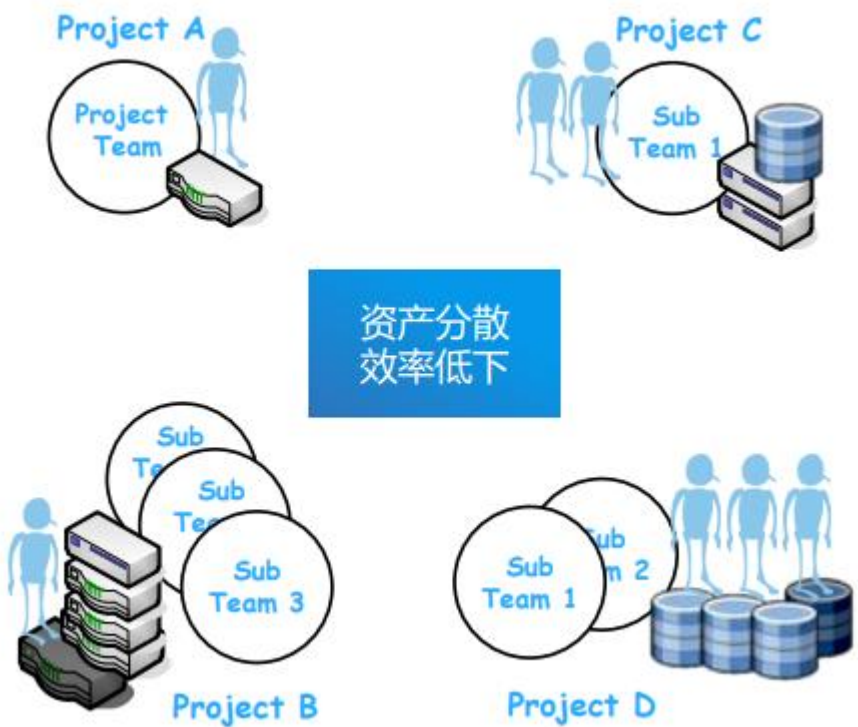 Project A
Project
Team
Project C
Sub
Team 1
资产分散
效率低下
Sub
Sub
Sub
Team 3
Project B
Sub
Team 1
Project D